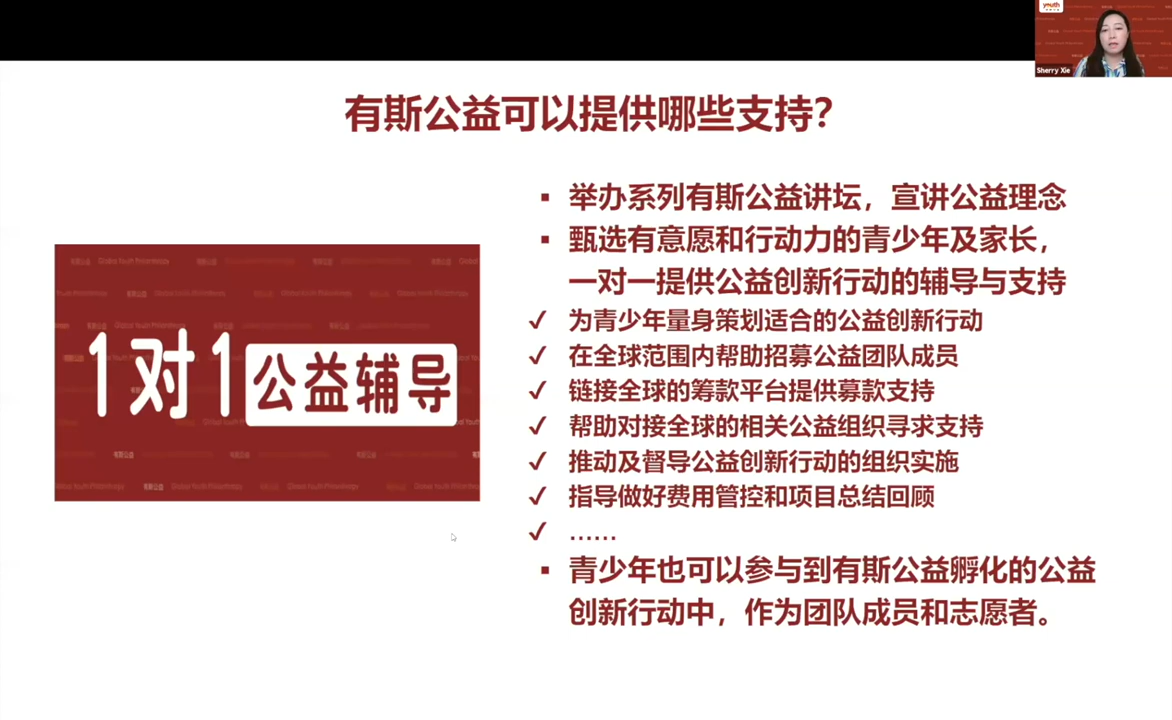 youth
Sherry Xie
有斯公益可以提供哪些支持?
▪ 举办系列有斯公益讲坛，宣讲公益理念
▪ 甄选有意愿和行动力的青少年及家长，
一对一提供公益创新行动的辅导与支持
✓ 为青少年量身策划适合的公益创新行动
✓ 在全球范围内帮助招募公益团队成员
✓ 链接全球的筹款平台提供募款支持
✓ 帮助对接全球的相关公益组织寻求支持
✓ 推动及督导公益创新行动的组织实施
✓ 指导做好费用管控和项目总结回顾
✓ ......
▪ 青少年也可以参与到有斯公益孵化的公益
创新行动中，作为团队成员和志愿者。
1对1公益辅导